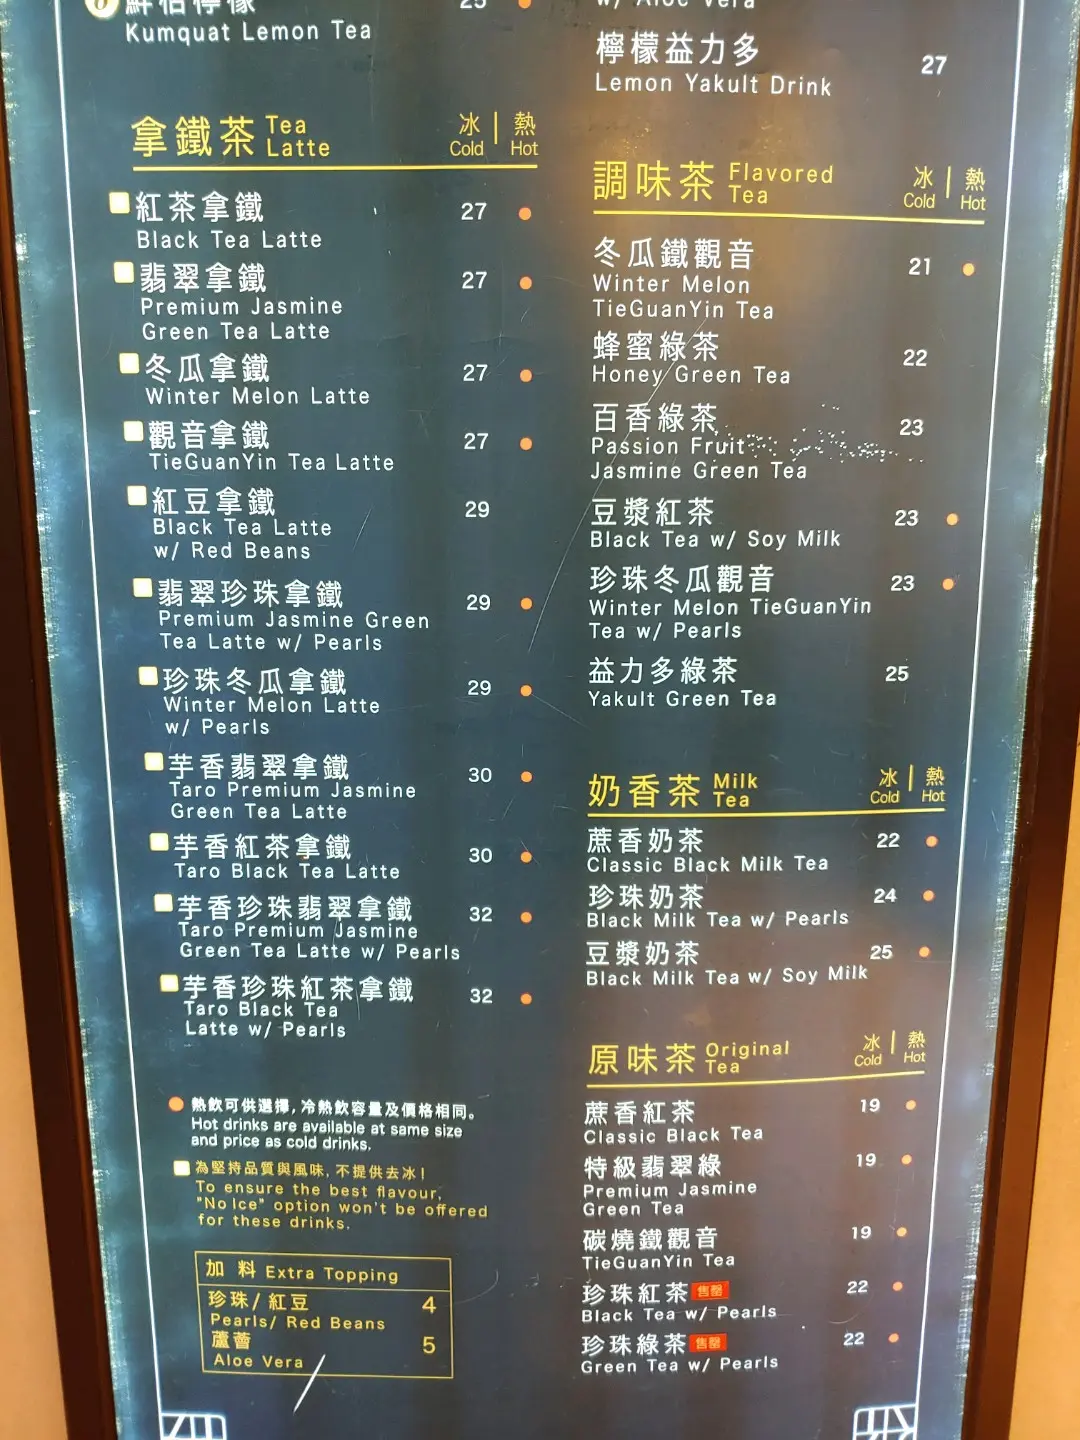 Kumquat Lemon Tea
拿鐵茶 Tea Latte 冰 Cold | 熱 Hot
紅茶拿鐵 27
Black Tea Latte
翡翠拿鐵 27
Premium Jasmine
Green Tea Latte
冬瓜拿鐵 27
Winter Melon Latte
觀音拿鐵 27
TieGuanYin Tea Latte
紅豆拿鐵 29
Black Tea Latte
w/ Red Beans
翡翠珍珠拿鐵 29
Premium Jasmine Green
Tea Latte w/ Pearls
珍珠冬瓜拿鐵 29
Winter Melon Latte
w/ Pearls
芋香翡翠拿鐵 30
Taro Premium Jasmine
Green Tea Latte
芋香紅茶拿鐵 30
Taro Black Tea Latte
芋香珍珠翡翠拿鐵 32
Taro Premium Jasmine
Green Tea Latte w/ Pearls
芋香珍珠紅茶拿鐵 32
Taro Black Tea
Latte w/ Pearls
熱飲可供選擇，冷熱飲容量及價格相同。
Hot drinks are available at same size
and price as cold drinks.
為堅持品質與風味，不提供去冰！
To ensure the best flavour,
"No Ice" option won't be offered
for these drinks.
加料 Extra Topping
珍珠/紅豆 4
Pearls/ Red Beans
蘆薈 5
Aloe Vera
w/ Aloe Vera
檸檬益力多 27
Lemon Yakult Drink
調味茶 Flavored Tea 冰 Cold | 熱 Hot
冬瓜鐵觀音 21
Winter Melon
TieGuanYin Tea
蜂蜜綠茶 22
Honey Green Tea
百香綠茶 23
Passion Fruit
Jasmine Green Tea
豆漿紅茶 23
Black Tea w/ Soy Milk
珍珠冬瓜觀音 23
Winter Melon TieGuanYin
Tea w/ Pearls
益力多綠茶 25
Yakult Green Tea
奶香茶 Milk Tea 冰 Cold | 熱 Hot
蔗香奶茶 22
Classic Black Milk Tea
珍珠奶茶 24
Black Milk Tea w/ Pearls
豆漿奶茶 25
Black Milk Tea w/ Soy Milk
原味茶 Original Tea 冰 Cold | 熱 Hot
蔗香紅茶 19
Classic Black Tea
特級翡翠綠 19
Premium Jasmine
Green Tea
碳燒鐵觀音 19
TieGuanYin Tea
珍珠紅茶 售罄 22
Black Tea w/ Pearls
珍珠綠茶 售罄 22
Green Tea w/ Pearls